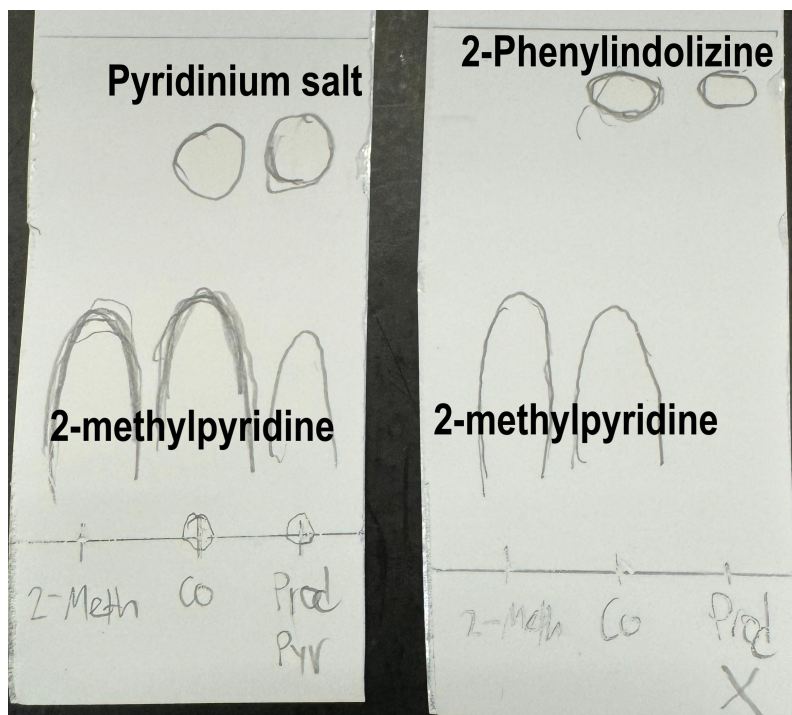 Pyridinium salt
2-methylpyridine
2-Meth Co Prod
Pyr
2-Phenylindolizine
2-methylpyridine
2-Meth Co Prod
X